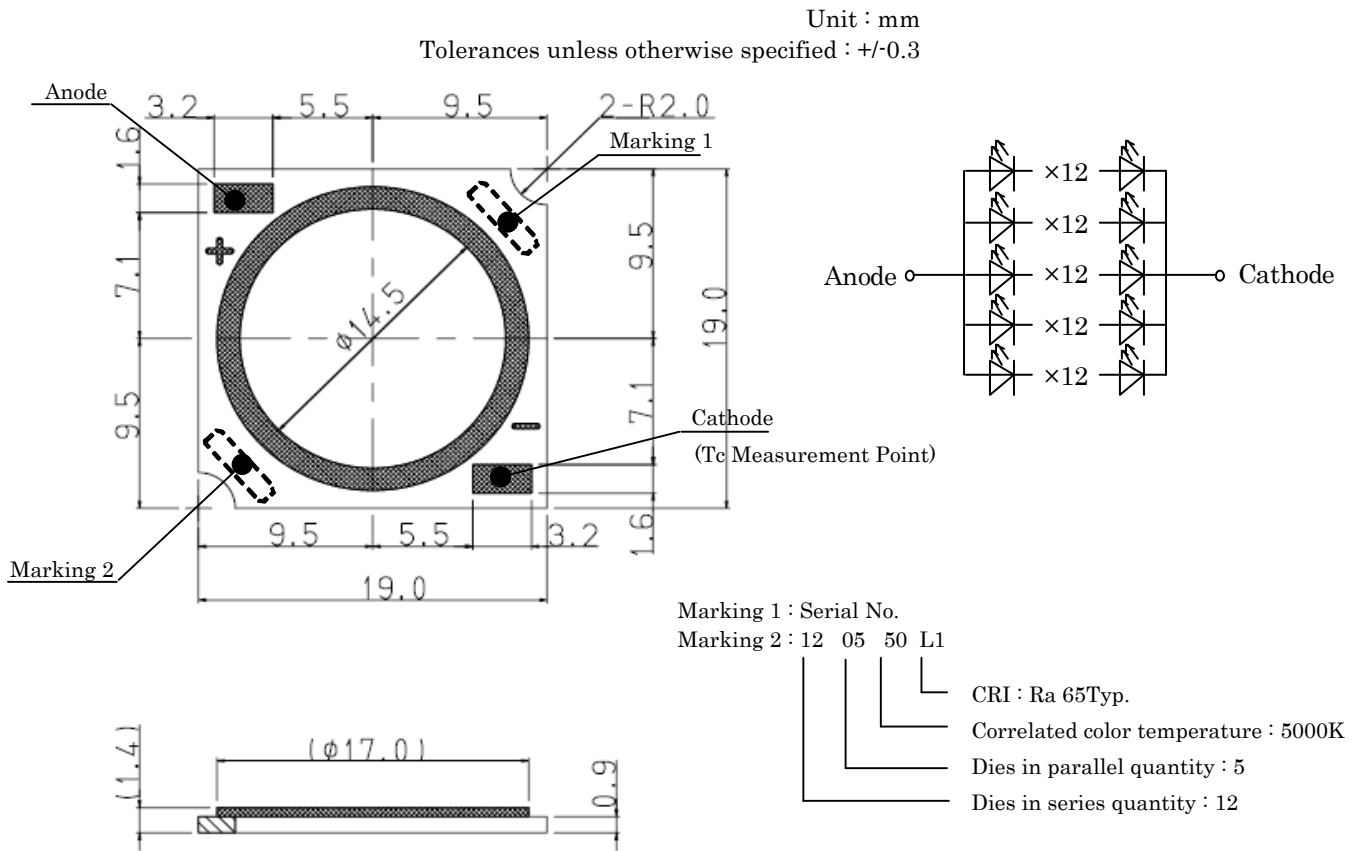 Unit : mm
Tolerances unless otherwise specified : +/-0.3
Anode
3.2
5.5
9.5
2-R2.0
Marking 1
1.6
7.1
9.5
ø14.5
9.5
19.0
7.1
1.6
Cathode
(Tc Measurement Point)
9.5
5.5
3.2
19.0
Marking 2
×12
×12
Anode
×12
Cathode
×12
×12
Marking 1 : Serial No.
Marking 2 : 12 05 50 L1
CRI : Ra 65Typ.
Correlated color temperature : 5000K
Dies in parallel quantity : 5
Dies in series quantity : 12
(ø17.0)
(1.4)
0.9